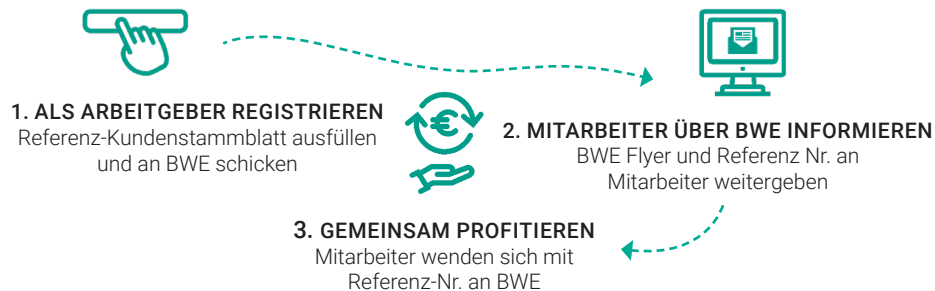 1. ALS ARBEITGEBER REGISTRIEREN
Referenz-Kundenstammblatt ausfüllen
und an BWE schicken
2. MITARBEITER ÜBER BWE INFORMIEREN
BWE Flyer und Referenz Nr. an
Mitarbeiter weitergeben
3. GEMEINSAM PROFITIEREN
Mitarbeiter wenden sich mit
Referenz-Nr. an BWE